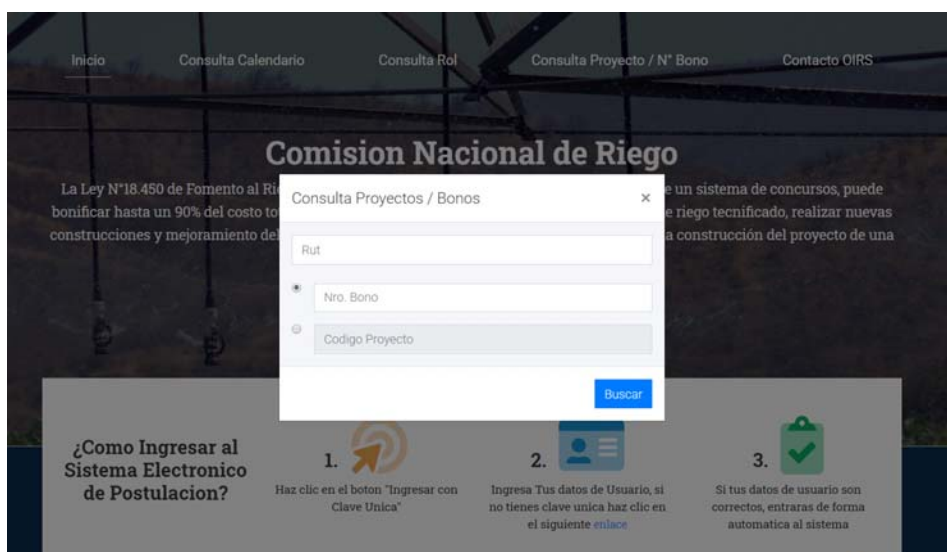 Inicio
Consulta Calendario
Consulta Rol
Consulta Proyecto / N° Bono
Contacto OIRS
Comision Nacional de Riego
La Ley N°18.450 de Fomento al e un sistema de concursos, puede
bonificar hasta un 90% del costo e riego tecnificado, realizar nuevas
construcciones y mejoramiento a construcción del proyecto de una
Consulta Proyectos / Bonos ×
Rut
Nro. Bono
Codigo Proyecto
Buscar
¿Como Ingresar al
Sistema Electronico
de Postulacion?
1.
Haz clic en el boton "Ingresar con
Clave Unica"
2.
Ingresa Tus datos de Usuario, si
no tienes clave unica haz clic en
el siguiente enlace
3.
Si tus datos de usuario son
correctos, entraras de forma
automatica al sistema